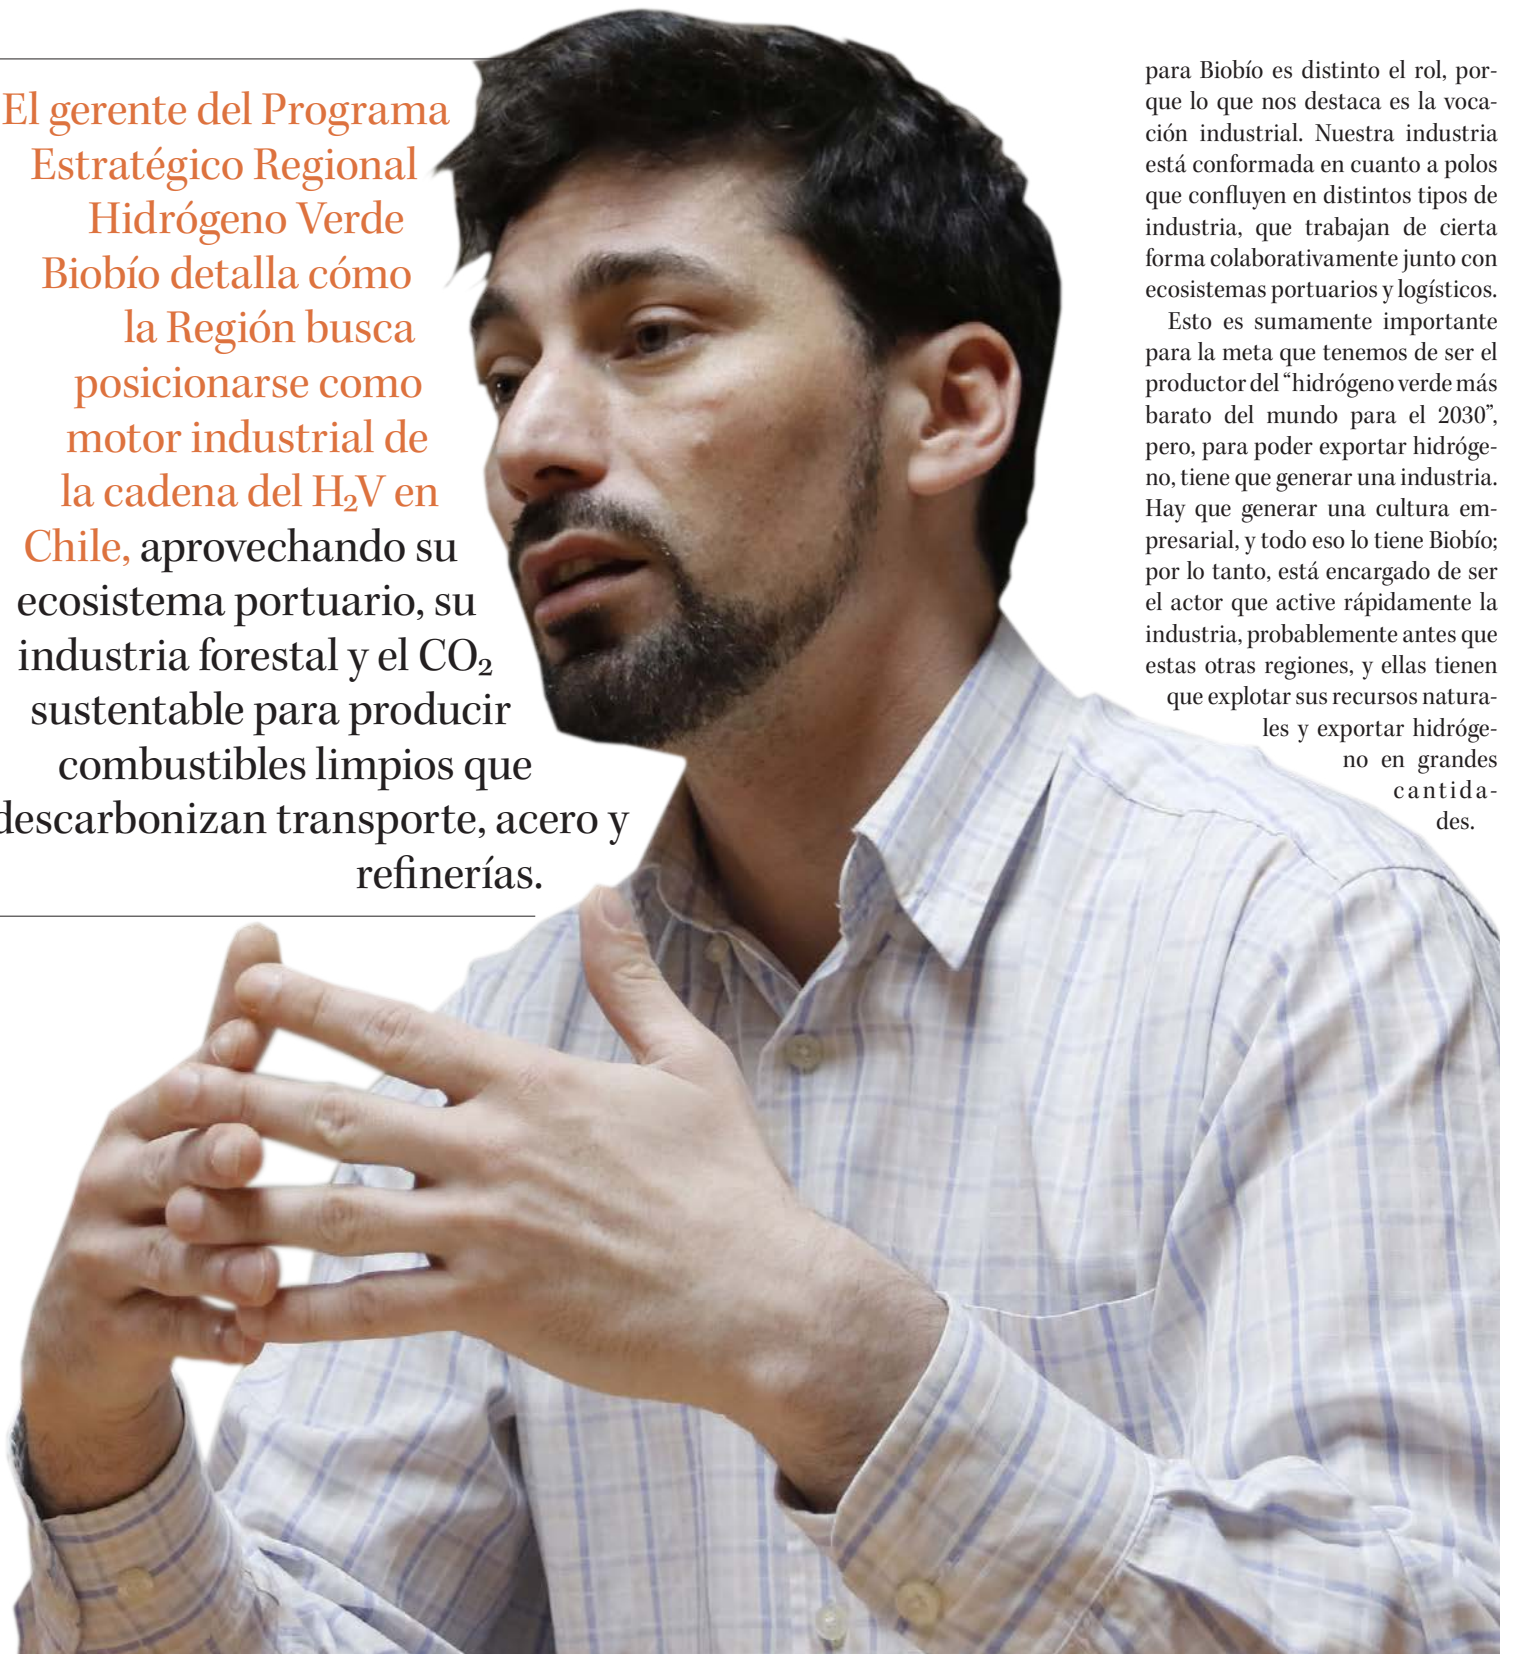 El gerente del Programa
Estratégico Regional
Hidrógeno Verde
Biobío detalla cómo
la Región busca
posicionarse como
motor industrial de
la cadena del H₂V en
Chile, aprovechando su
ecosistema portuario, su
industria forestal y el CO₂
sustentable para producir
combustibles limpios que
descarbonizan transporte, acero y
refinerías.
para Biobío es distinto el rol, por-
que lo que nos destaca es la voca-
ción industrial. Nuestra industria
está conformada en cuanto a polos
que confluyen en distintos tipos de
industria, que trabajan de cierta
forma colaborativamente junto con
ecosistemas portuarios y logísticos.
Esto es sumamente importante
para la meta que tenemos de ser el
productor del “hidrógeno verde más
barato del mundo para el 2030”,
pero, para poder exportar hidróge-
no, tiene que generar una industria.
Hay que generar una cultura em-
presarial, y todo eso lo tiene Biobío;
por lo tanto, está encargado de ser
el actor que active rápidamente la
industria, probablemente antes que
estas otras regiones, y ellas tienen
que explotar sus recursos natura-
les y exportar hidróge-
no en grandes
cantida-
des.